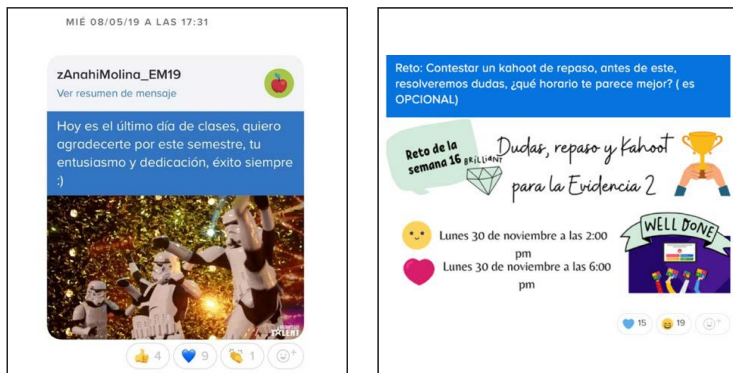 MIÉ 08/05/19 A LAS 17:31
zAnahiMolina_EM19
Ver resumen de mensaje
Hoy es el último día de clases, quiero
agradecerte por este semestre, tu
entusiasmo y dedicación, éxito siempre
:)
TALENT
4
9
1
Reto: Contestar un kahoot de repaso, antes de este,
resolveremos dudas, ¿qué horario te parece mejor? ( es
OPCIONAL)
Reto de la
semana 16
BRiLLiANT
Dudas, repaso y Kahoot
para la Evidencia 2
WELL DONE
Lunes 30 de noviembre a las 2:00
pm
Lunes 30 de noviembre a las 6:00
pm
15
19